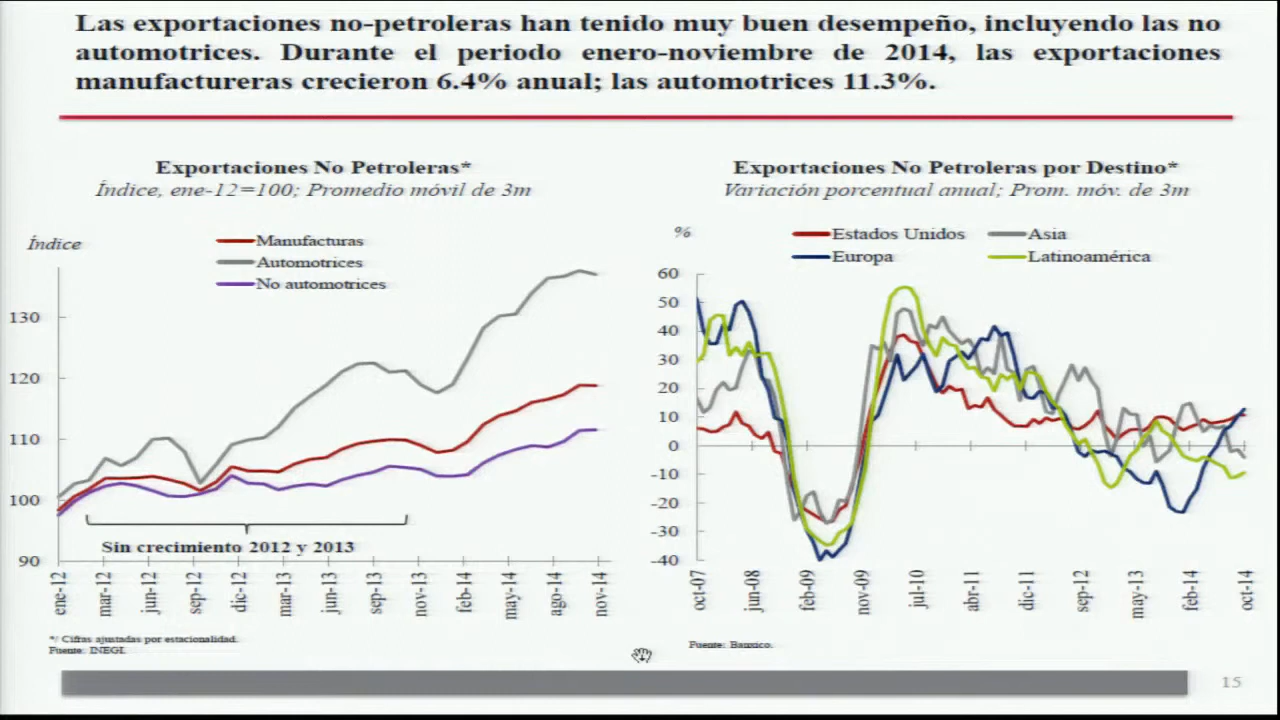 Las exportaciones no-petroleras han tenido muy buen desempeño, incluyendo las no
automotrices. Durante el periodo enero-noviembre de 2014, las exportaciones
manufactureras crecieron 6.4% anual; las automotrices 11.3%.
Exportaciones No Petroleras*
Índice, ene-12=100; Promedio móvil de 3m
Índice
Manufacturas
Automotrices
No automotrices
130
120
110
100
90
Sin crecimiento 2012 y 2013
ene-12
mar-12
jun-12
sep-12
dic-12
mar-13
jun-13
sep-13
nov-13
feb-14
may-14
ago-14
nov-14
*/ Cifras ajustadas por estacionalidad.
Fuente: INEGI.
Exportaciones No Petroleras por Destino*
Variación porcentual anual; Prom. móv. de 3m
%
Estados Unidos
Asia
Europa
Latinoamérica
60
50
40
30
20
10
0
-10
-20
-30
-40
oct-07
jun-08
feb-09
nov-09
jul-10
abr-11
dic-11
sep-12
may-13
feb-14
oct-14
Fuente: Banxico.
15